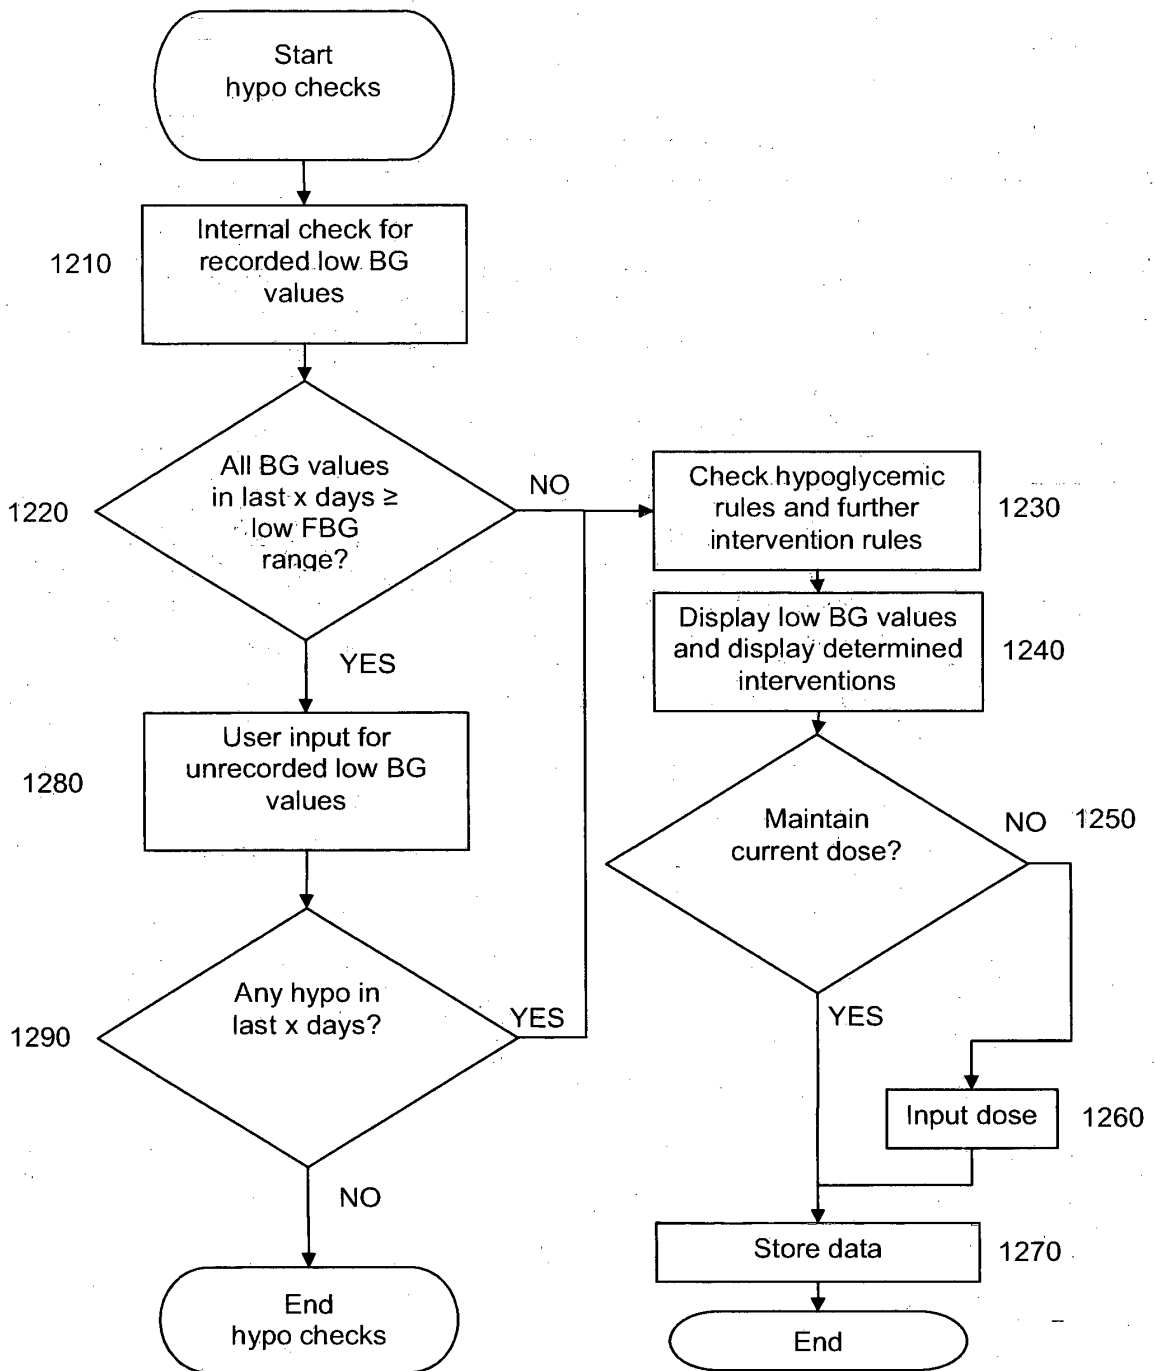 Start
hypo checks
Internal check for
recorded low BG
values
1210
All BG values
in last x days ≥
low FBG
range?
1220
NO
YES
Check hypoglycemic
rules and further
intervention rules
1230
Display low BG values
and display determined
interventions
1240
User input for
unrecorded low BG
values
1280
Maintain
current dose?
NO
1250
YES
Any hypo in
last x days?
YES
1290
NO
Input dose
1260
Store data
1270
End
hypo checks
End